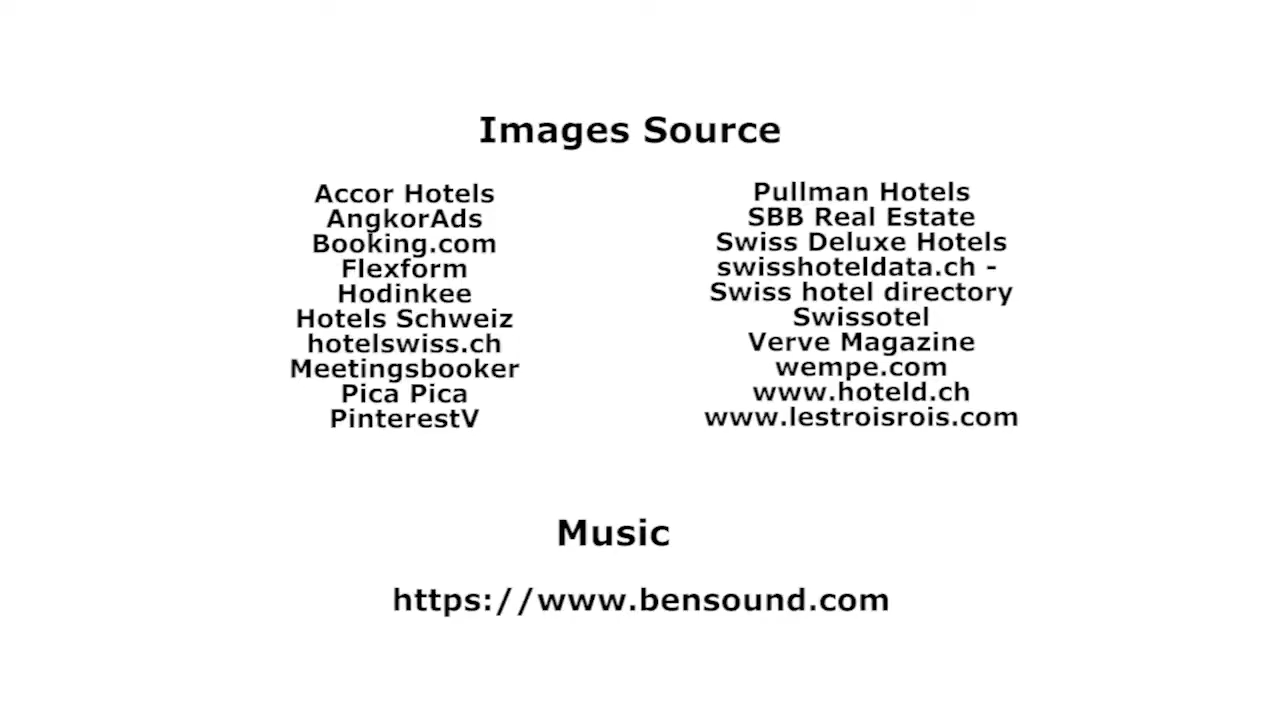 Images Source
Accor Hotels
AngkorAds
Booking.com
Flexform
Hodinkee
Hotels Schweiz
hotelswiss.ch
Meetingsbooker
Pica Pica
PinterestV
Pullman Hotels
SBB Real Estate
Swiss Deluxe Hotels
swisshoteldata.ch -
Swiss hotel directory
Swissotel
Verve Magazine
wempe.com
www.hoteld.ch
www.lestroisrois.com
Music
https://www.bensound.com